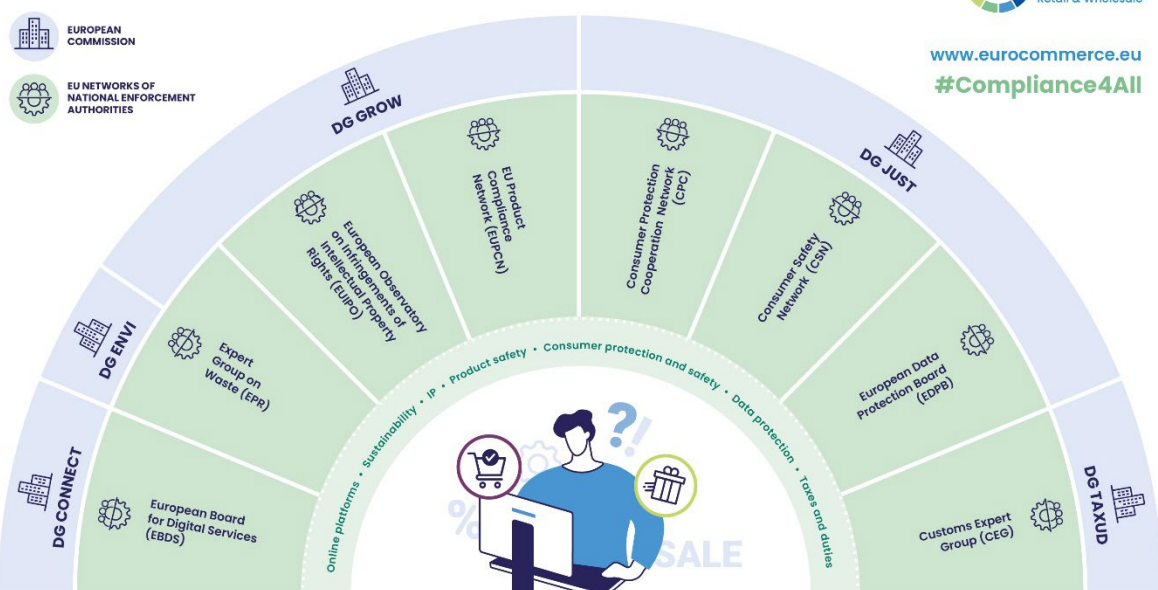 EUROPEAN
COMMISSION
EU NETWORKS OF
NATIONAL ENFORCEMENT
AUTHORITIES
Retail & Wholesale
www.eurocommerce.eu
#Compliance4All
DG CONNECT
DG ENVI
DG GROW
DG JUST
DG TAXUD
European Board
for Digital Services
(EBDS)
Expert
Group on
Waste (EPR)
European Observatory
on Infringements of
Intellectual Property
Rights (EUIPO)
EU Product
Compliance
Network (EUPCN)
Consumer Protection
Cooperation Network
(CPC)
Consumer Safety
Network (CSN)
European Data
Protection Board
(EDPB)
Customs Expert
Group (CEG)
Online platforms • Sustainability • IP • Product safety • Consumer protection and safety • Data protection • Taxes and duties
?!
%
SALE